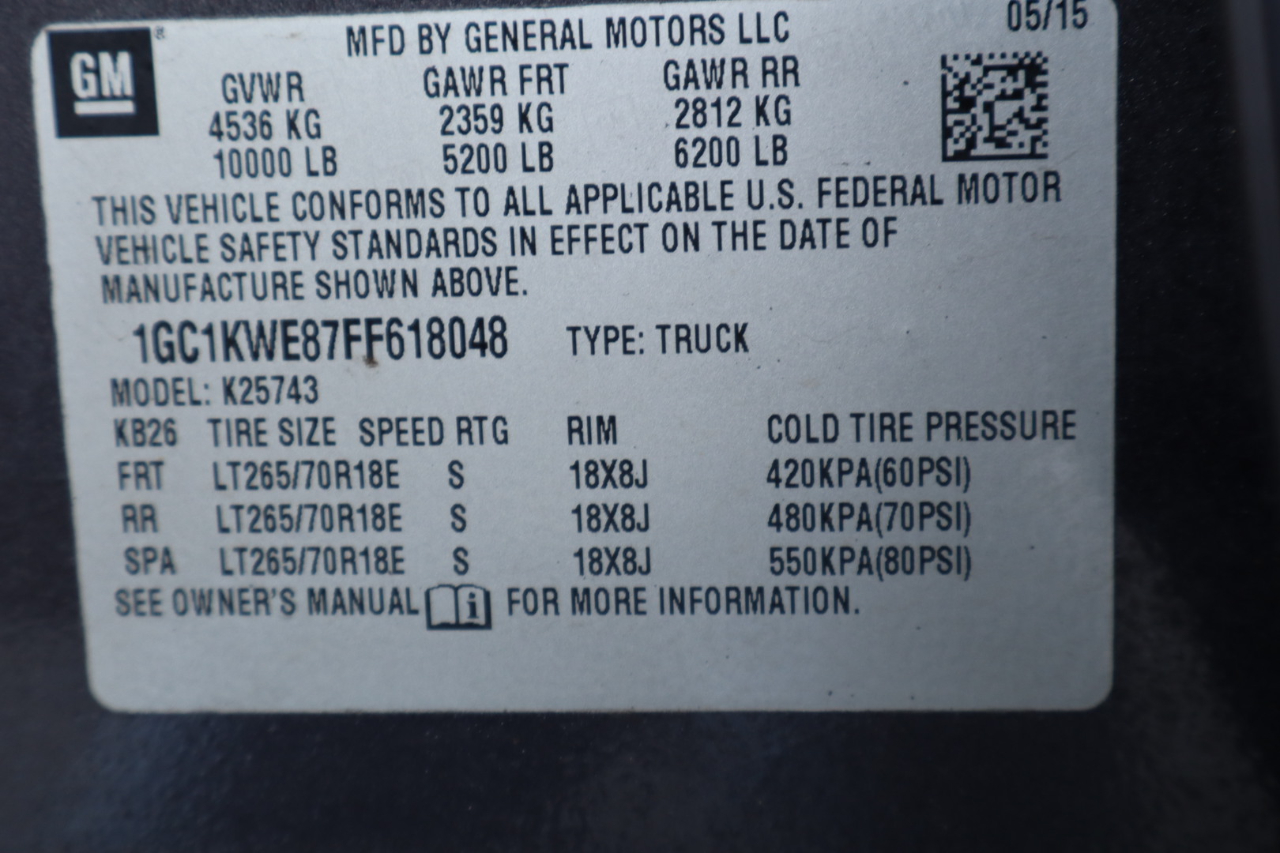 GM® MFD BY GENERAL MOTORS LLC 05/15
GVWR GAWR FRT GAWR RR
4536 KG 2359 KG 2812 KG
10000 LB 5200 LB 6200 LB
THIS VEHICLE CONFORMS TO ALL APPLICABLE U.S. FEDERAL MOTOR
VEHICLE SAFETY STANDARDS IN EFFECT ON THE DATE OF
MANUFACTURE SHOWN ABOVE.
1GC1KWE87FF618048 TYPE: TRUCK
MODEL: K25743
KB26 TIRE SIZE SPEED RTG RIM COLD TIRE PRESSURE
FRT LT265/70R18E S 18X8J 420KPA(60PSI)
RR LT265/70R18E S 18X8J 480KPA(70PSI)
SPA LT265/70R18E S 18X8J 550KPA(80PSI)
SEE OWNER'S MANUAL i FOR MORE INFORMATION.